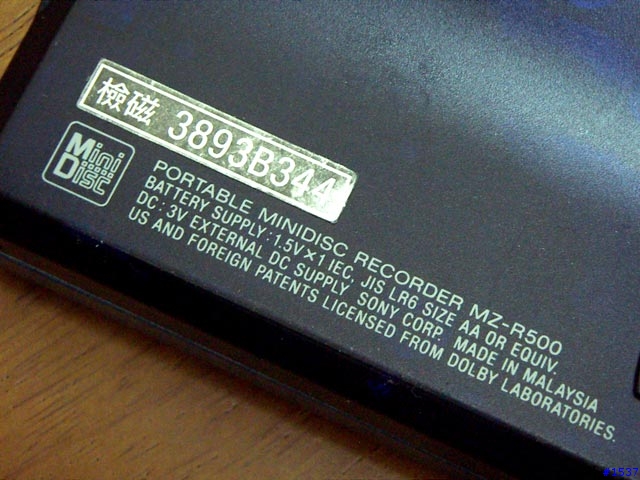 檢磁 3893B344
Mini
Disc
PORTABLE MINIDISC RECORDER MZ-R500
BATTERY SUPPLY:1.5V×1 IEC, JIS LR6 SIZE AA OR EQUIV.
DC:3V EXTERNAL DC SUPPLY SONY CORP. MADE IN MALAYSIA
US AND FOREIGN PATENTS LICENSED FROM DOLBY LABORATORIES.
#1537